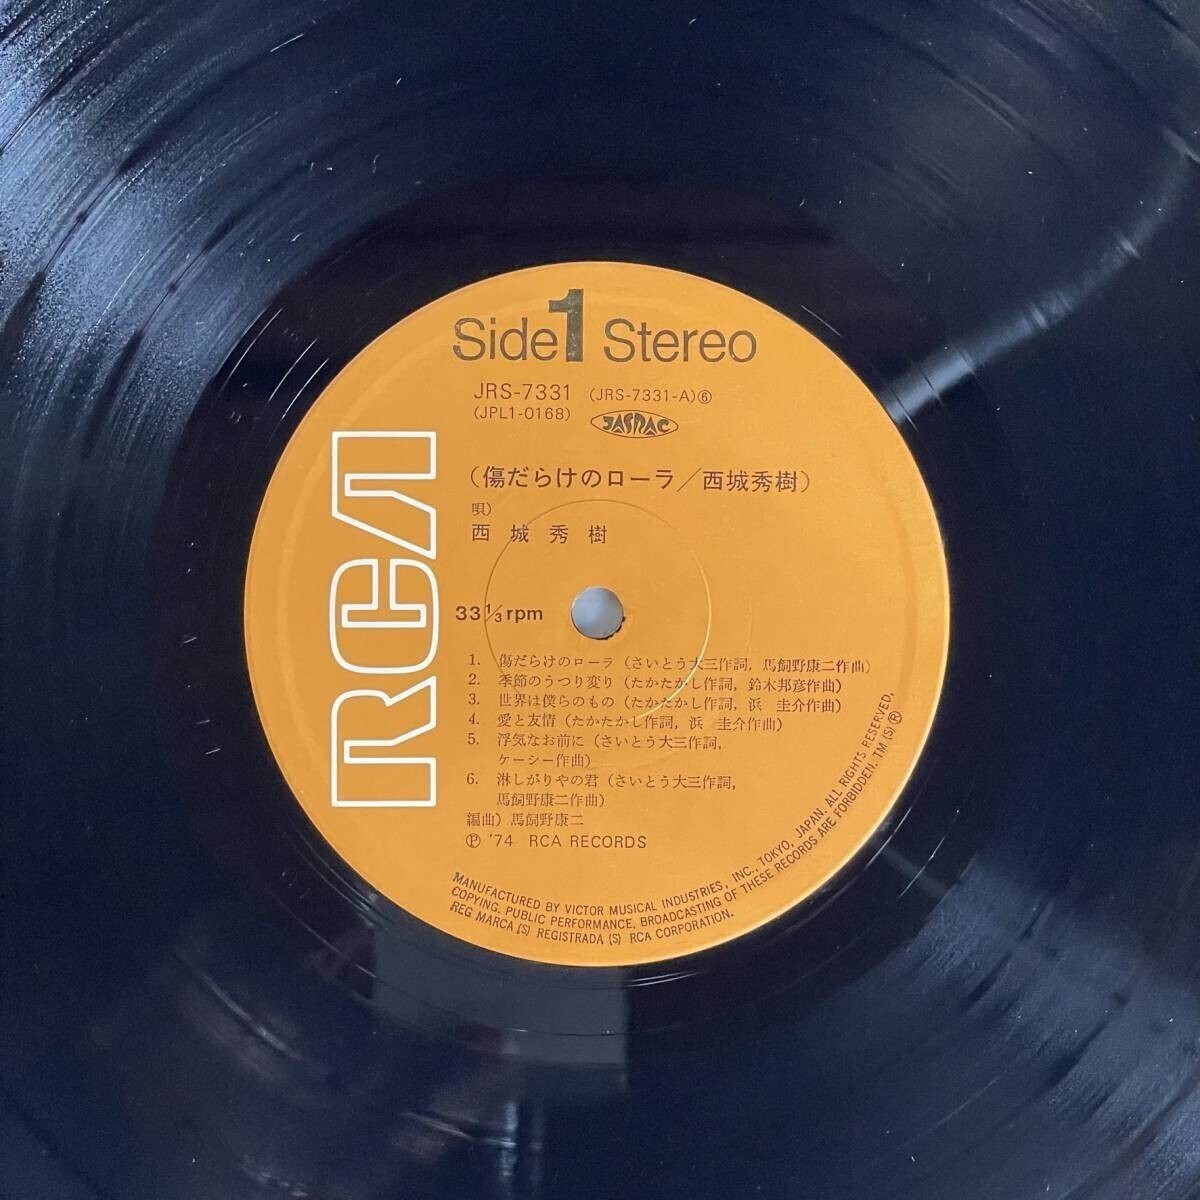 Side 1 Stereo
JRS-7331 (JRS-7331-A)⑥
(JPL1-0168) JASRAC
(傷だらけのローラ/西城秀樹)
唄)
西城秀樹
RCA
33 1/3 rpm
1. 傷だらけのローラ (さいとう大三作詞, 馬飼野康二作曲)
2. 季節のうつり変り (たかたかし作詞, 鈴木邦彦作曲)
3. 世界は僕らのもの (たかたかし作詞, 浜 圭介作曲)
4. 愛と友情 (たかたかし作詞, 浜 圭介作曲)
5. 浮気なお前に (さいとう大三作詞,
ケーシー作曲)
6. 淋しがりやの君 (さいとう大三作詞,
馬飼野康二作曲)
編曲) 馬飼野康二
Ⓟ '74 RCA RECORDS
MANUFACTURED BY VICTOR MUSICAL INDUSTRIES, INC., TOKYO, JAPAN. ALL RIGHTS RESERVED,
COPYING, PUBLIC PERFORMANCE, BROADCASTING OF THESE RECORDS ARE FORBIDDEN. TM (S) ®
REG MARCA (S) REGISTRADA (S) RCA CORPORATION.